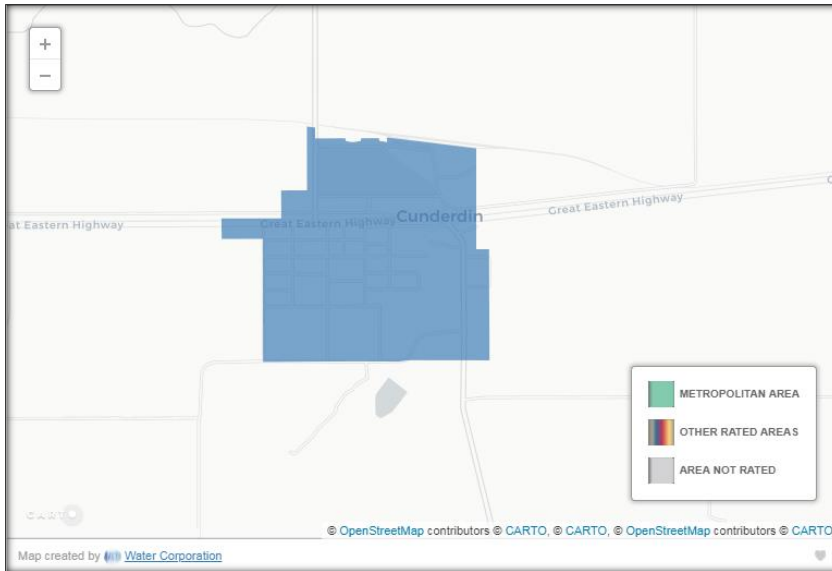 +
−
Cunderdin
at Eastern Highway
Great Eastern Highway
Great Eastern Highway
METROPOLITAN AREA
OTHER RATED AREAS
AREA NOT RATED
CARTO
© OpenStreetMap contributors © CARTO, © CARTO, © OpenStreetMap contributors © CARTO
Map created by Water Corporation